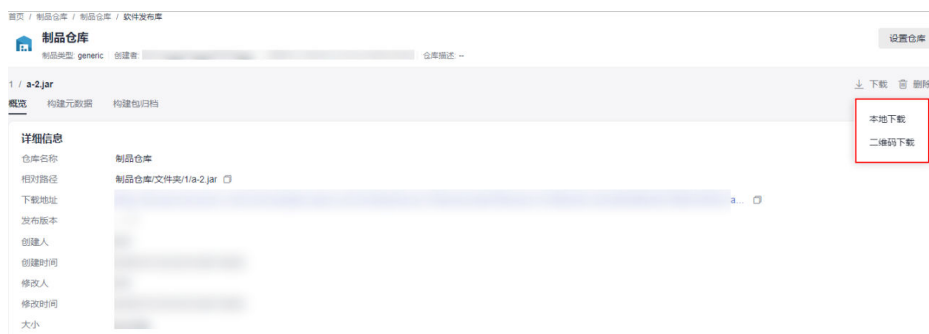 首页 / 制品仓库 / 制品仓库 / 软件发布库
制品仓库
设置仓库
制品类型: generic 创建者:
仓库描述: --
1 / a-2.jar
下载 删除
概览 构建元数据 构建包归档
本地下载
二维码下载
详细信息
仓库名称 制品仓库
相对路径 制品仓库/文件夹/1/a-2.jar
下载地址 a...
发布版本
创建人
创建时间
修改人
修改时间
大小